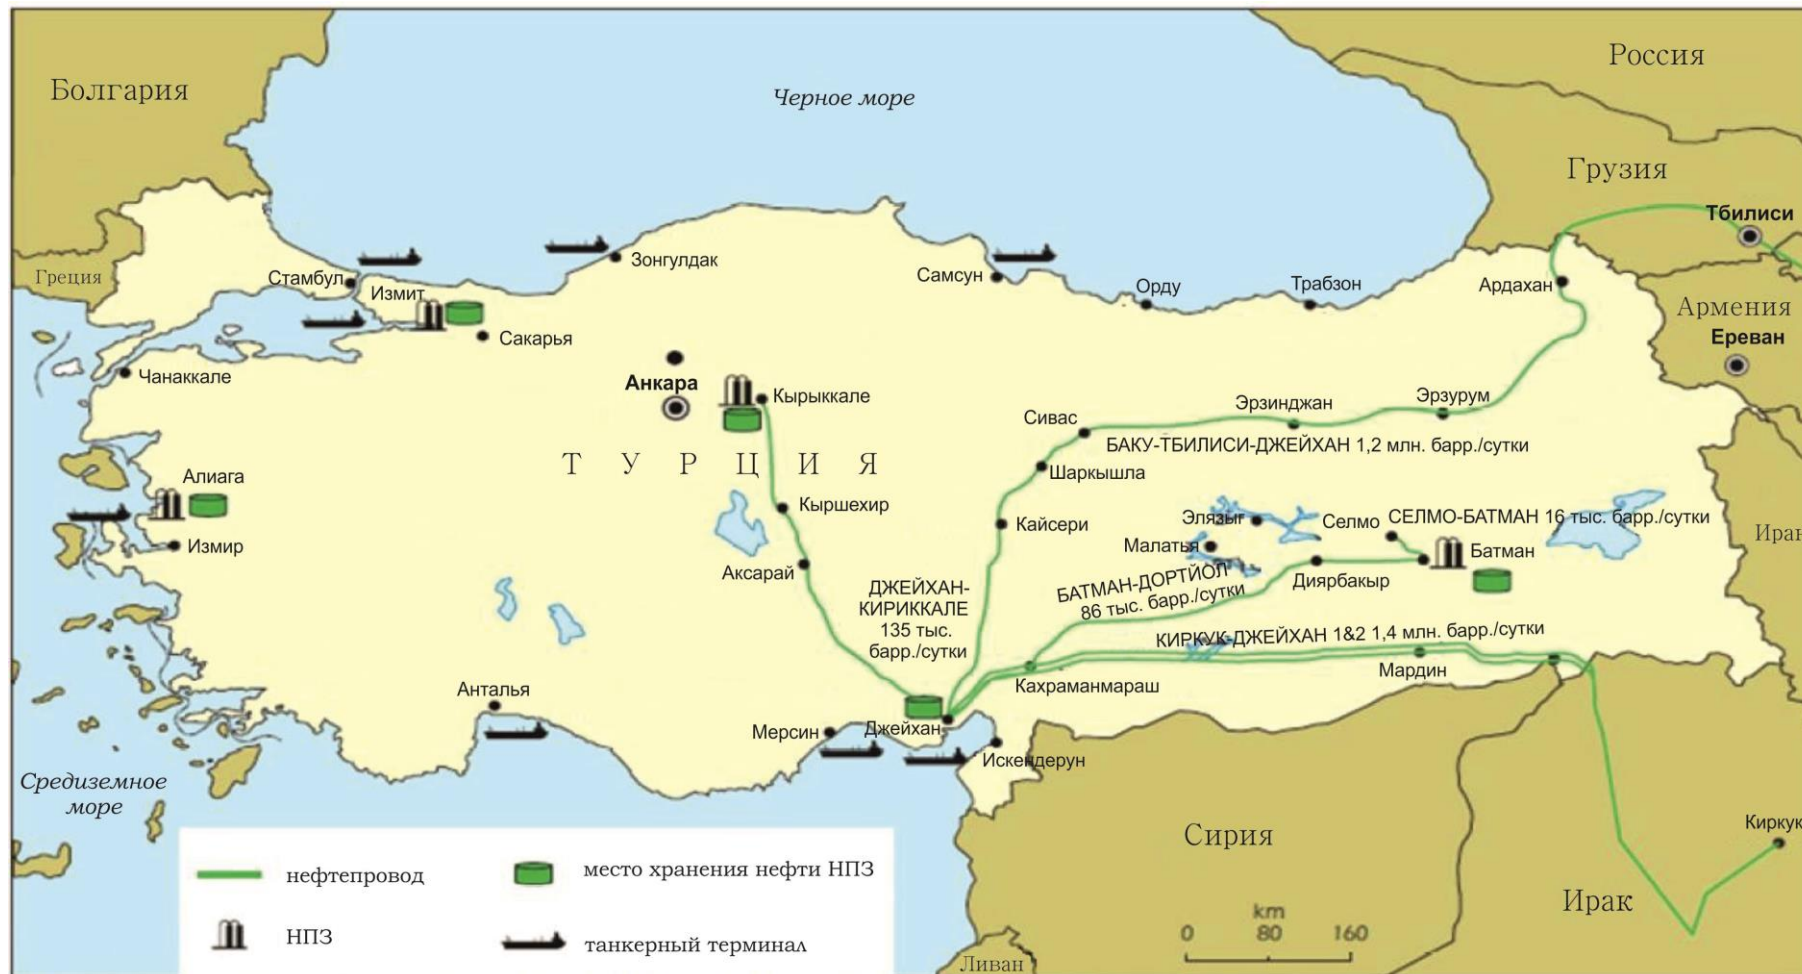 Болгария
Россия
Черное море
Грузия
Тбилиси
Греция
Стамбул
Измит
Зонгулдак
Самсун
Орду
Трабзон
Ардахан
Армения
Ереван
Сакарья
Чанаккале
Анкара
Кырыккале
Сивас
Эрзинджан
Эрзурум
БАКУ-ТБИЛИСИ-ДЖЕЙХАН 1,2 млн. барр./сутки
ТУРЦИЯ
Шаркышла
Алиага
Кыршехир
Кайсери
Элязыг
Селмо
СЕЛМО-БАТМАН 16 тыс. барр./сутки
Иран
Измир
Малатья
Батман
Аксарай
Диярбакыр
ДЖЕЙХАН-
КИРИККАЛЕ
135 тыс.
барр./сутки
БАТМАН-ДОРТЙОЛ
86 тыс. барр./сутки
КИРКУК-ДЖЕЙХАН 1&2 1,4 млн. барр./сутки
Мардин
Кахраманмараш
Анталья
Мерсин
Джейхан
Искендерун
Средиземное
море
Сирия
Киркук
Ирак
Ливан
нефтепровод
место хранения нефти НПЗ
НПЗ
танкерный терминал
km
0 80 160